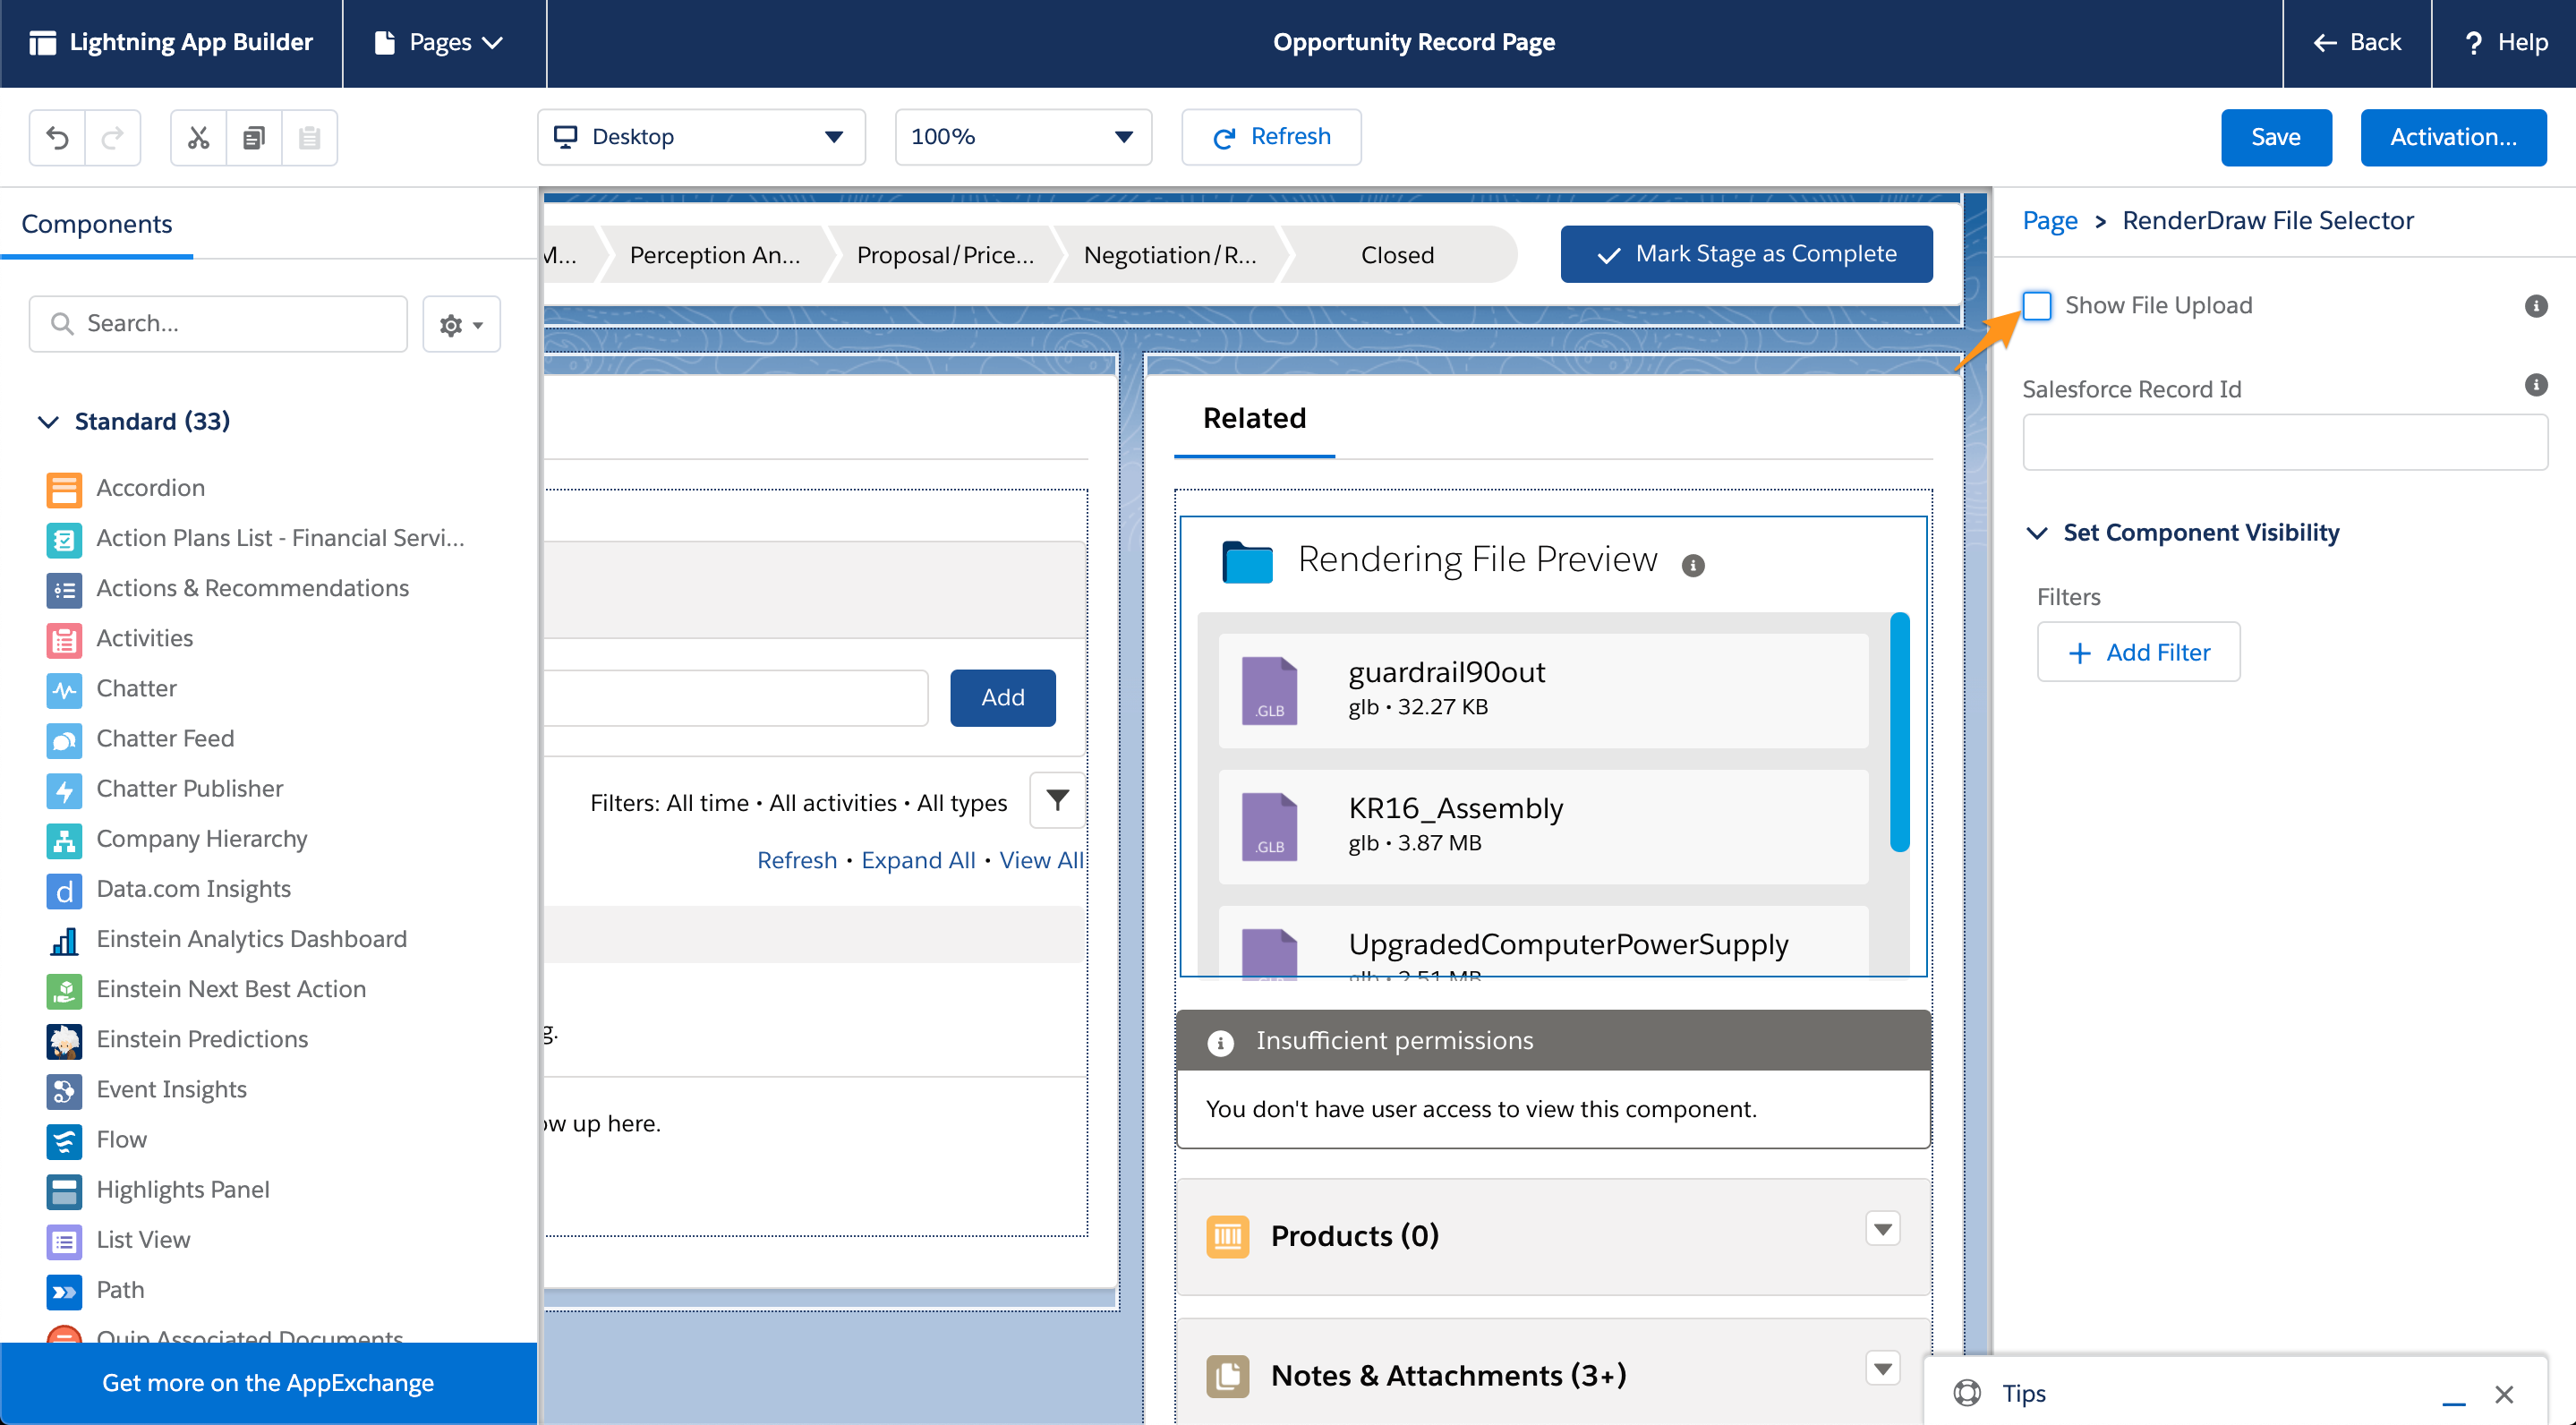 Lightning App Builder
Pages
Opportunity Record Page
Back
? Help
Desktop
100%
Refresh
Save
Activation...
Components
Search...
Standard (33)
Accordion
Action Plans List - Financial Servi...
Actions & Recommendations
Activities
Chatter
Chatter Feed
Chatter Publisher
Company Hierarchy
d Data.com Insights
Einstein Analytics Dashboard
Einstein Next Best Action
Einstein Predictions
Event Insights
Flow
Highlights Panel
List View
Path
Quip Associated Documents
Get more on the AppExchange
M...
Perception An...
Proposal/Price...
Negotiation/R...
Closed
Mark Stage as Complete
Add
Filters: All time • All activities • All types
Refresh • Expand All • View All
g.
ow up here.
Related
Rendering File Preview
.GLB
guardrail90out
glb • 32.27 KB
.GLB
KR16_Assembly
glb • 3.87 MB
UpgradedComputerPowerSupply
glb • 2.51 MB
Insufficient permissions
You don't have user access to view this component.
Products (0)
Notes & Attachments (3+)
Page > RenderDraw File Selector
Show File Upload
Salesforce Record Id
Set Component Visibility
Filters
+ Add Filter
Tips